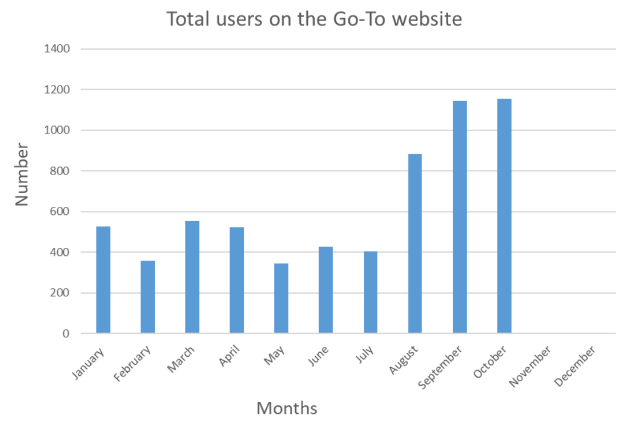 Total users on the Go-To website
1400
1200
1000
800
600
400
200
0
Number
January
February
March
April
May
June
July
August
September
October
November
December
Months